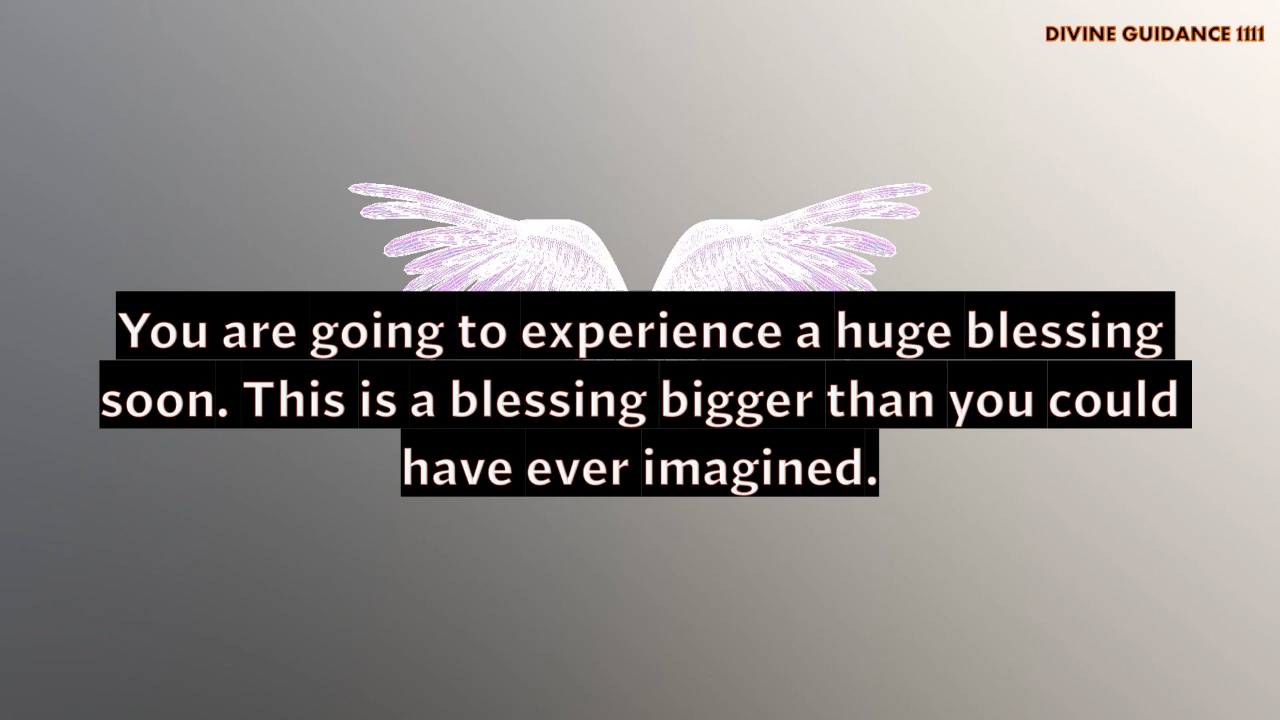 DIVINE GUIDANCE 1111
You are going to experience a huge blessing
soon. This is a blessing bigger than you could
have ever imagined.